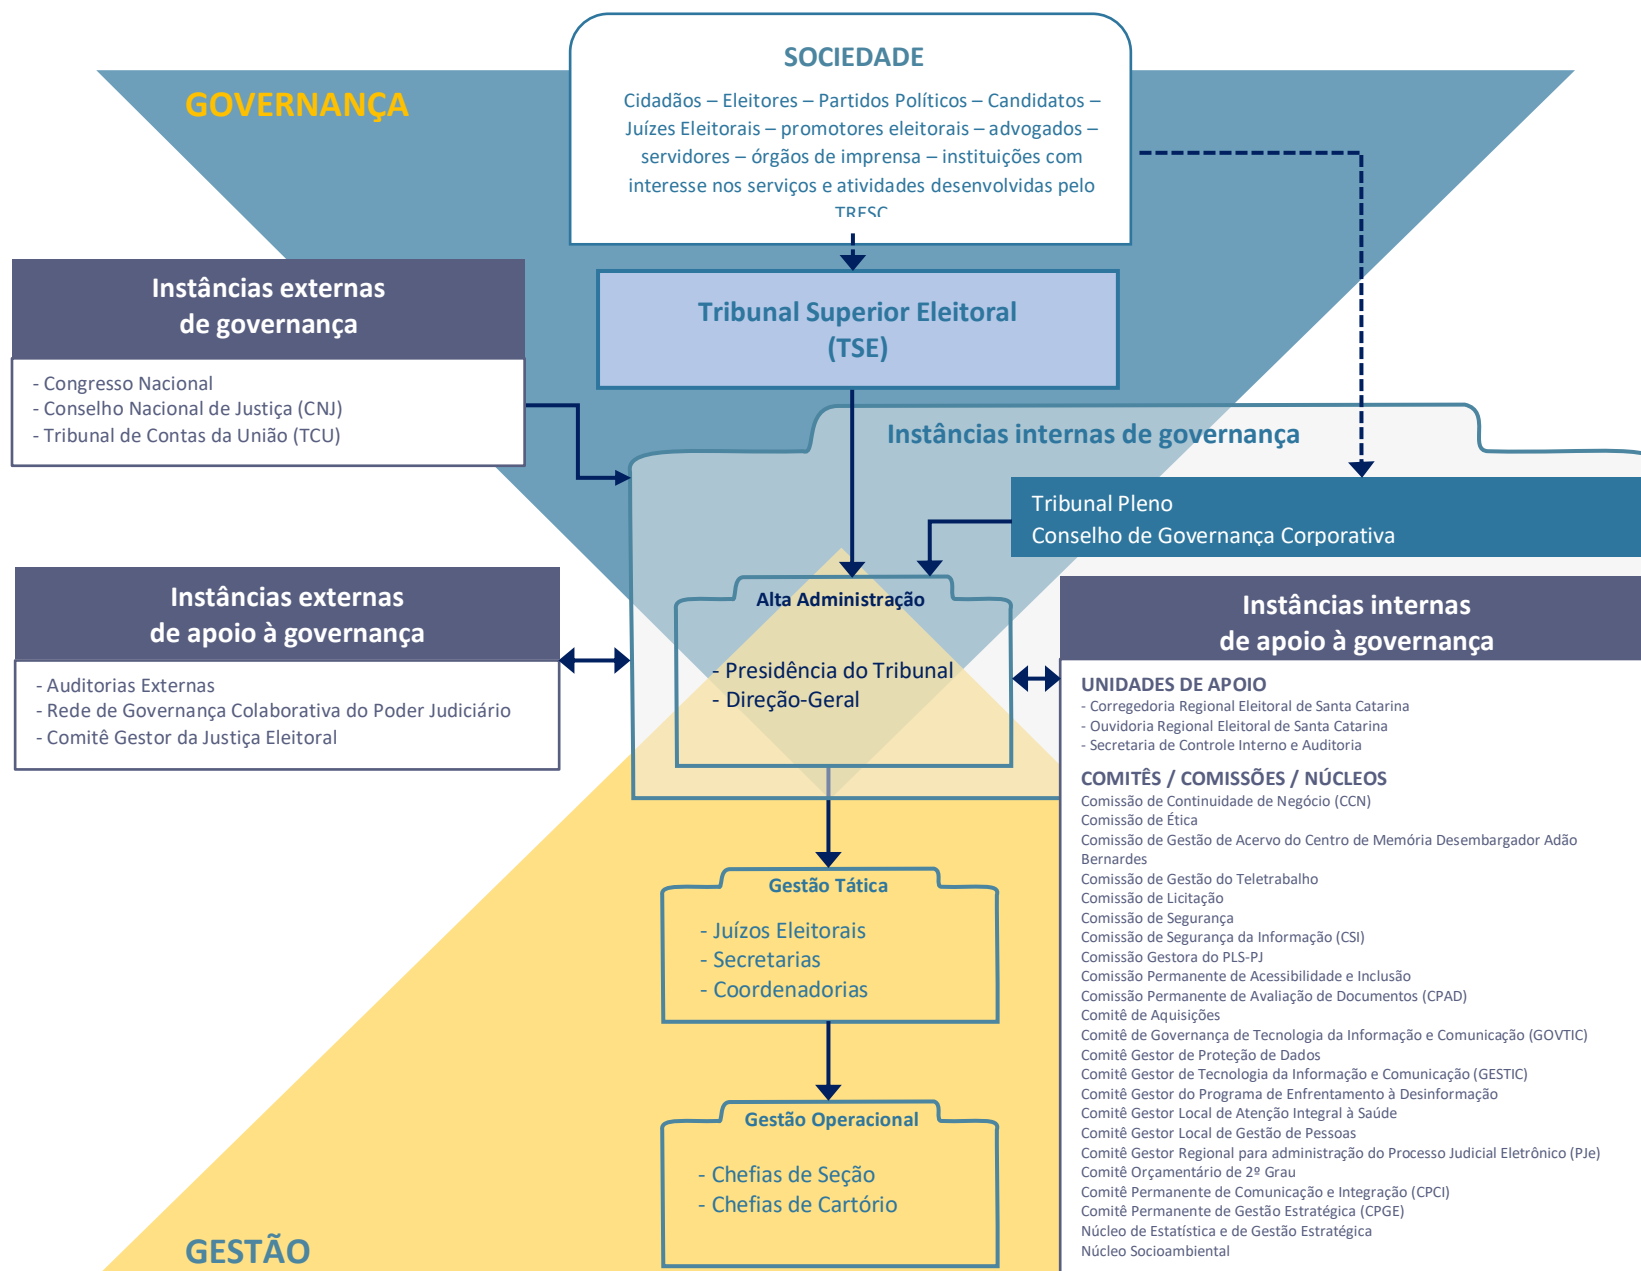 SOCIEDADE
Cidadãos – Eleitores – Partidos Políticos – Candidatos –
Juízes Eleitorais – promotores eleitorais – advogados –
servidores – órgãos de imprensa – instituições com
interesse nos serviços e atividades desenvolvidas pelo
TRESC
GOVERNANÇA
Instâncias externas
de governança
- Congresso Nacional
- Conselho Nacional de Justiça (CNJ)
- Tribunal de Contas da União (TCU)
Tribunal Superior Eleitoral
(TSE)
Instâncias internas de governança
Tribunal Pleno
Conselho de Governança Corporativa
Instâncias externas
de apoio à governança
- Auditorias Externas
- Rede de Governança Colaborativa do Poder Judiciário
- Comitê Gestor da Justiça Eleitoral
Alta Administração
- Presidência do Tribunal
- Direção-Geral
Instâncias internas
de apoio à governança
UNIDADES DE APOIO
- Corregedoria Regional Eleitoral de Santa Catarina
- Ouvidoria Regional Eleitoral de Santa Catarina
- Secretaria de Controle Interno e Auditoria
COMITÊS / COMISSÕES / NÚCLEOS
Comissão de Continuidade de Negócio (CCN)
Comissão de Ética
Comissão de Gestão de Acervo do Centro de Memória Desembargador Adão
Bernardes
Comissão de Gestão do Teletrabalho
Comissão de Licitação
Comissão de Segurança
Comissão de Segurança da Informação (CSI)
Comissão Gestora do PLS-PJ
Comissão Permanente de Acessibilidade e Inclusão
Comissão Permanente de Avaliação de Documentos (CPAD)
Comitê de Aquisições
Comitê de Governança de Tecnologia da Informação e Comunicação (GOVTIC)
Comitê Gestor de Proteção de Dados
Comitê Gestor de Tecnologia da Informação e Comunicação (GESTIC)
Comitê Gestor do Programa de Enfrentamento à Desinformação
Comitê Gestor Local de Atenção Integral à Saúde
Comitê Gestor Local de Gestão de Pessoas
Comitê Gestor Regional para administração do Processo Judicial Eletrônico (PJe)
Comitê Orçamentário de 2º Grau
Comitê Permanente de Comunicação e Integração (CPCI)
Comitê Permanente de Gestão Estratégica (CPGE)
Núcleo de Estatística e de Gestão Estratégica
Núcleo Socioambiental
Gestão Tática
- Juízos Eleitorais
- Secretarias
- Coordenadorias
Gestão Operacional
- Chefias de Seção
- Chefias de Cartório
GESTÃO